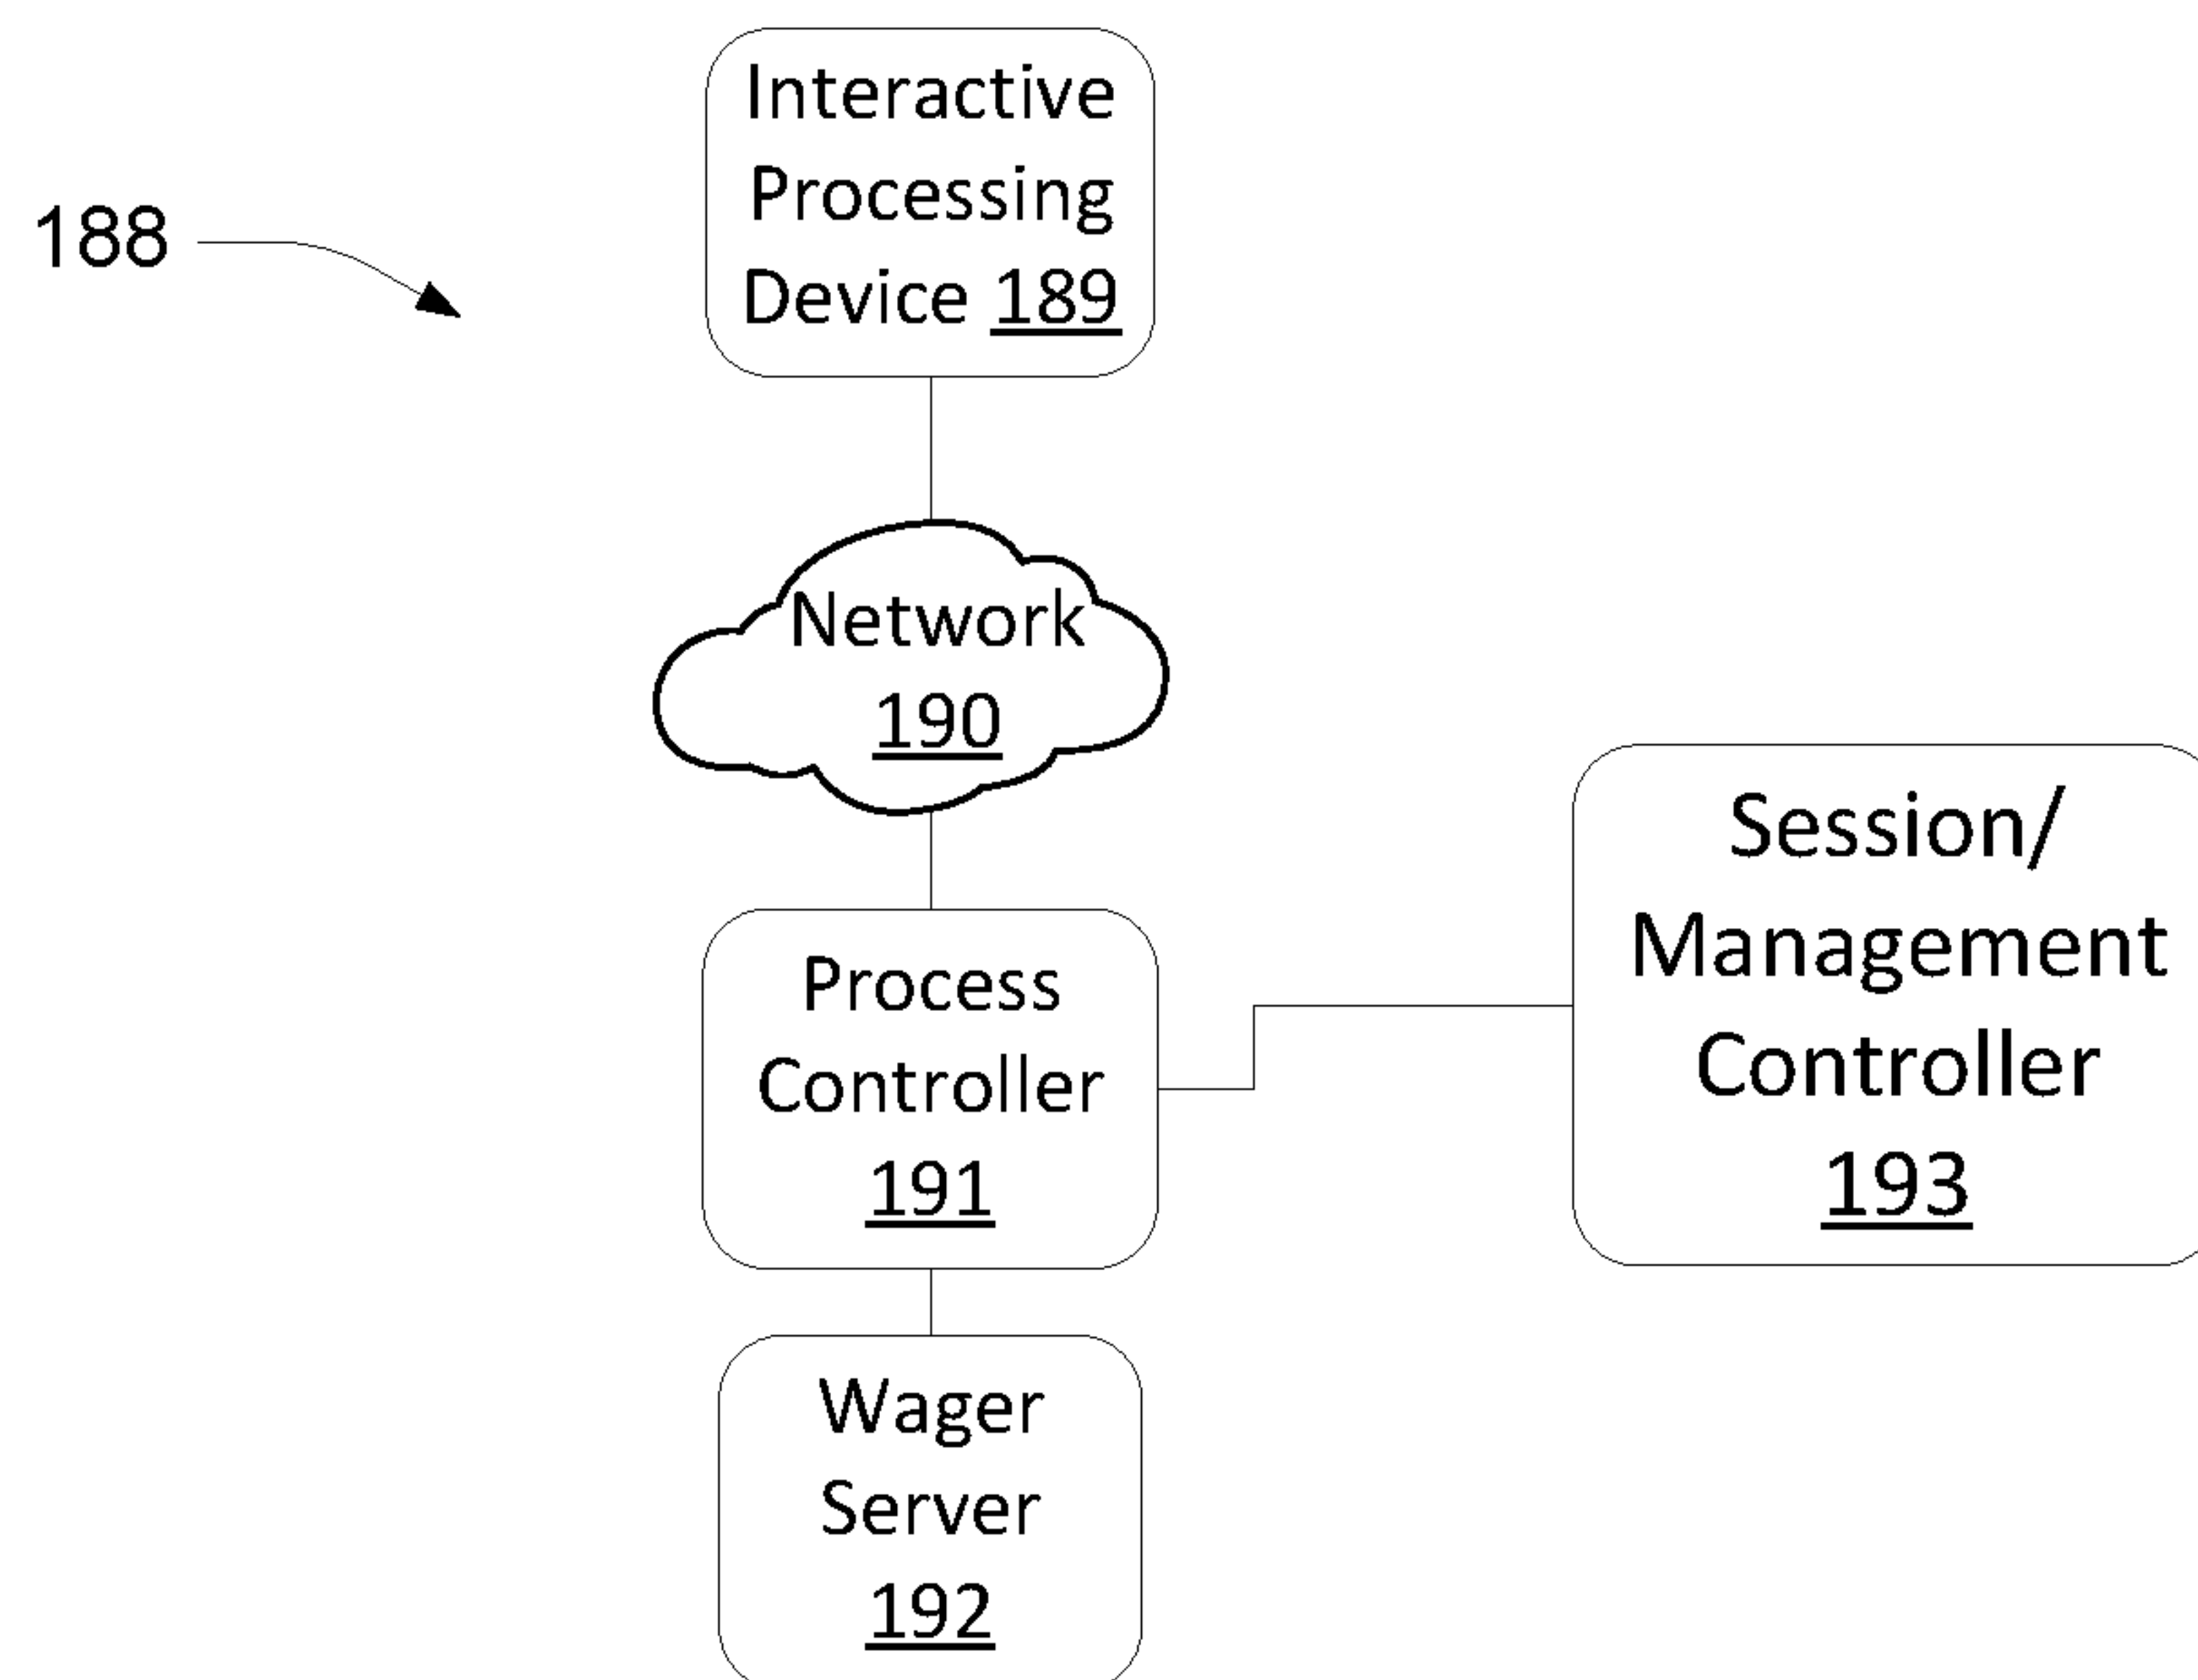 188
Interactive
Processing
Device 189
Network
190
Process
Controller
191
Session/
Management
Controller
193
Wager
Server
192